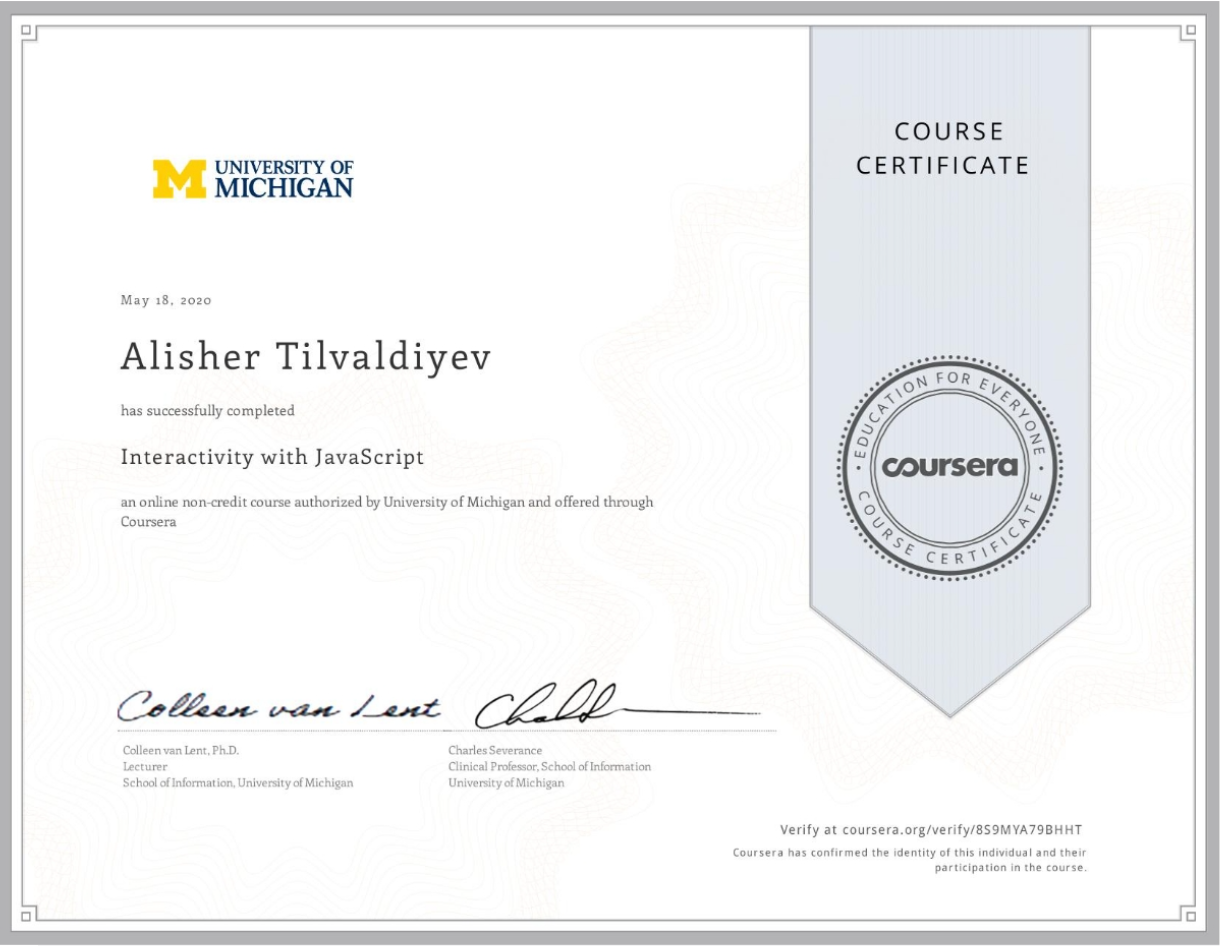 COURSE
CERTIFICATE
UNIVERSITY OF
MICHIGAN
May 18, 2020
Alisher Tilvaldiyev
has successfully completed
Interactivity with JavaScript
an online non-credit course authorized by University of Michigan and offered through
Coursera
EDUCATION FOR EVERYONE
coursera
COURSE CERTIFICATE
Colleen van Lent
Colleen van Lent, Ph.D.
Lecturer
School of Information, University of Michigan
Charles Severance
Clinical Professor, School of Information
University of Michigan
Verify at coursera.org/verify/8S9MYA79BHHT
Coursera has confirmed the identity of this individual and their
participation in the course.